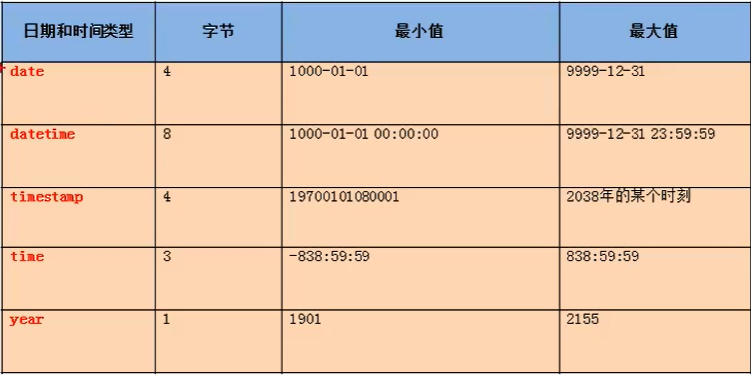 日期和时间类型 字节 最小值 最大值
date 4 1000-01-01 9999-12-31
datetime 8 1000-01-01 00:00:00 9999-12-31 23:59:59
timestamp 4 19700101080001 2038年的某个时刻
time 3 -838:59:59 838:59:59
year 1 1901 2155